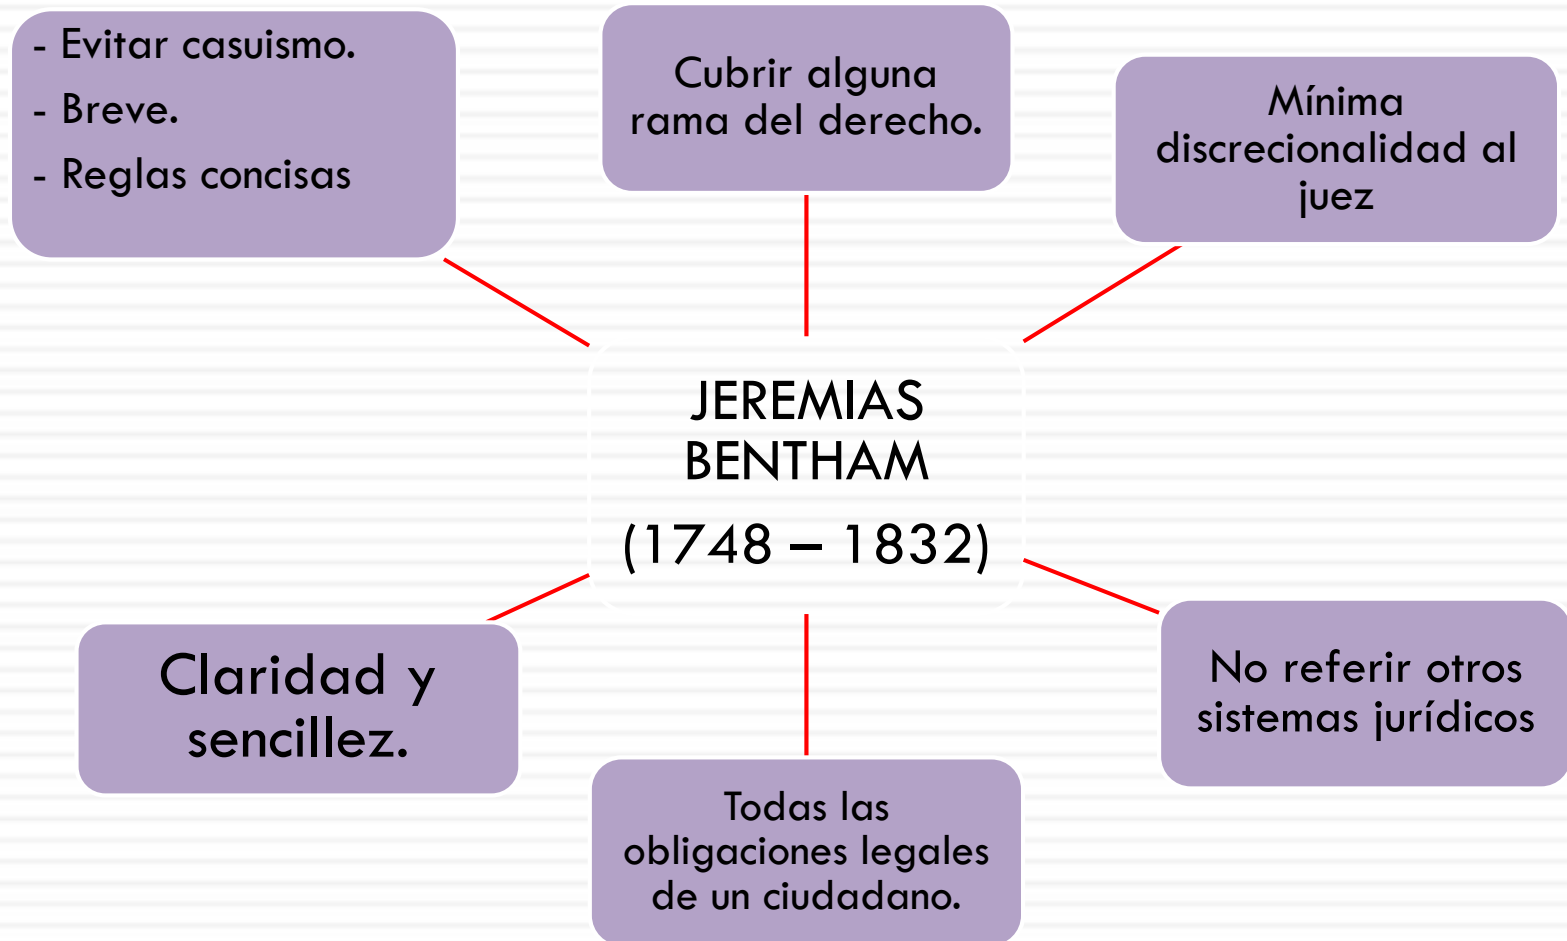 - Evitar casuismo.
- Breve.
- Reglas concisas
Cubrir alguna
rama del derecho.
Mínima
discrecionalidad al
juez
JEREMIAS
BENTHAM
(1748 – 1832)
Claridad y
sencillez.
No referir otros
sistemas jurídicos
Todas las
obligaciones legales
de un ciudadano.